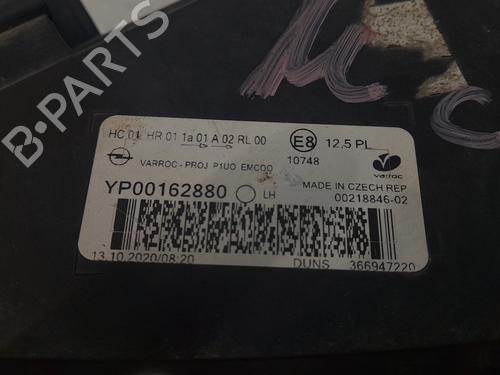 B-PARTS
HC 01 HR 01 1a 01 A 02 RL 00
E8 12.5 PL
VARROC - PROJ P1UO EMCOO
10748
varroc
YP00162880 LH
MADE IN CZECH REP
00218846-02
13.10.2020/08:20
DUNS 366947220